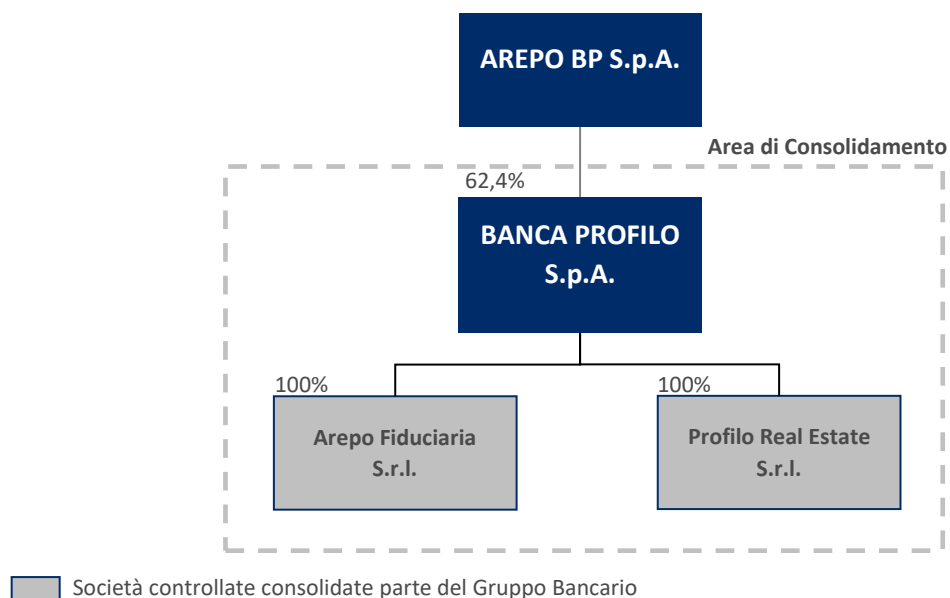 AREPO BP S.p.A.
Area di Consolidamento
62,4%
BANCA PROFILO
S.p.A.
100%
100%
Arepo Fiduciaria
S.r.l.
Profilo Real Estate
S.r.l.
Società controllate consolidate parte del Gruppo Bancario